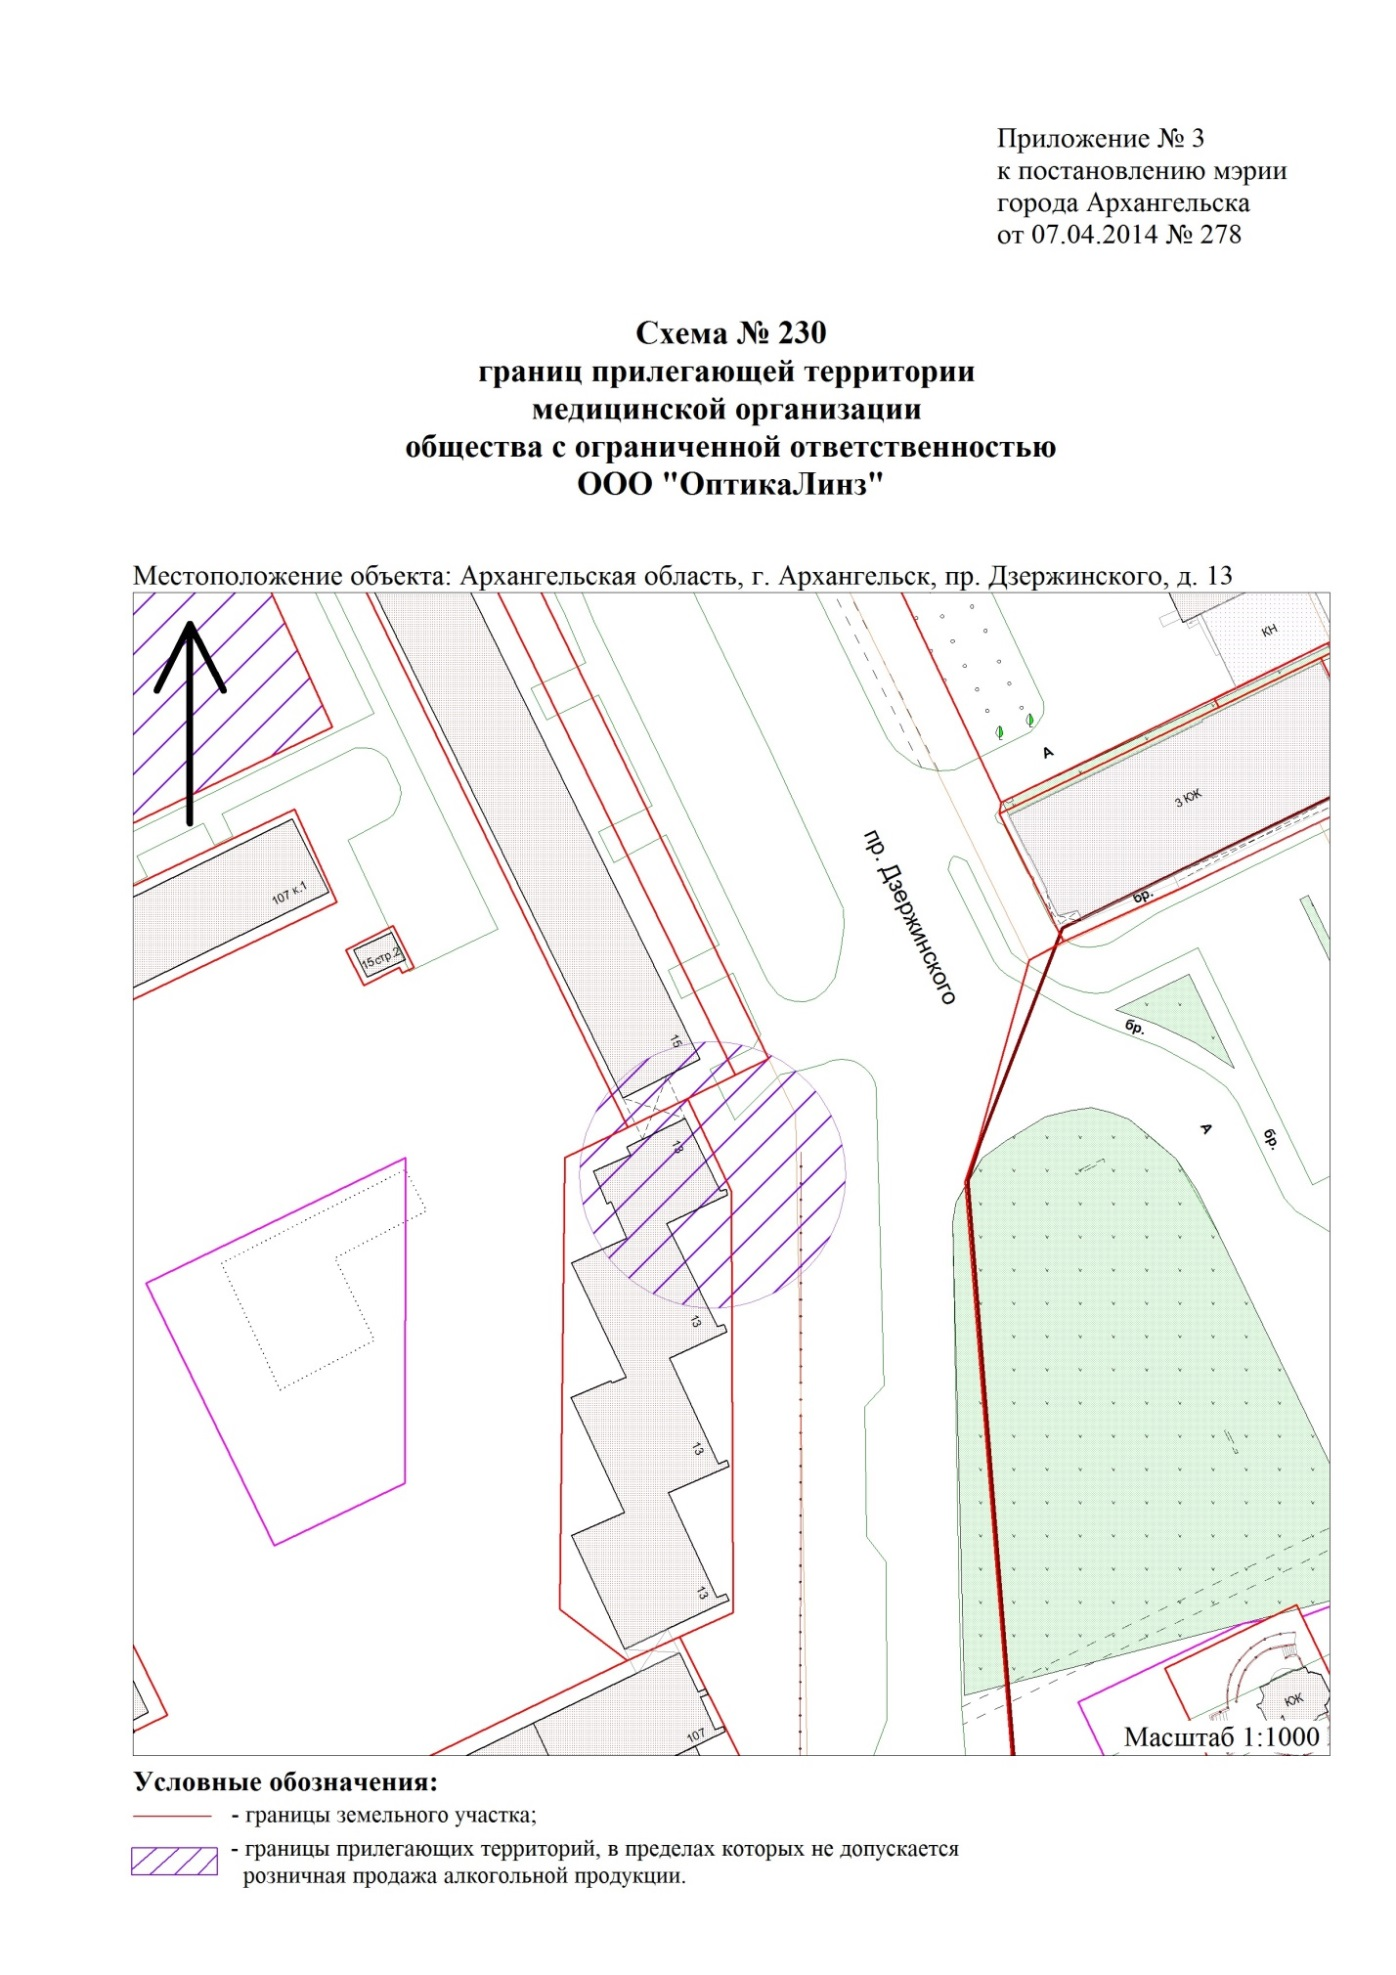 Приложение № 3
к постановлению мэрии
города Архангельска
от 07.04.2014 № 278
Схема № 230
границ прилегающей территории
медицинской организации
общества с ограниченной ответственностью
ООО "ОптикаЛинз"
Местоположение объекта: Архангельская область, г. Архангельск, пр. Дзержинского, д. 13
КН
А
3 КЖ
107 к.1
бр.
15стр.2
пр. Дзержинского
15
бр.
А
бр.
13
13
13
13
КЖ
107
Масштаб 1:1000
Условные обозначения:
- границы земельного участка;
- границы прилегающих территорий, в пределах которых не допускается
розничная продажа алкогольной продукции.